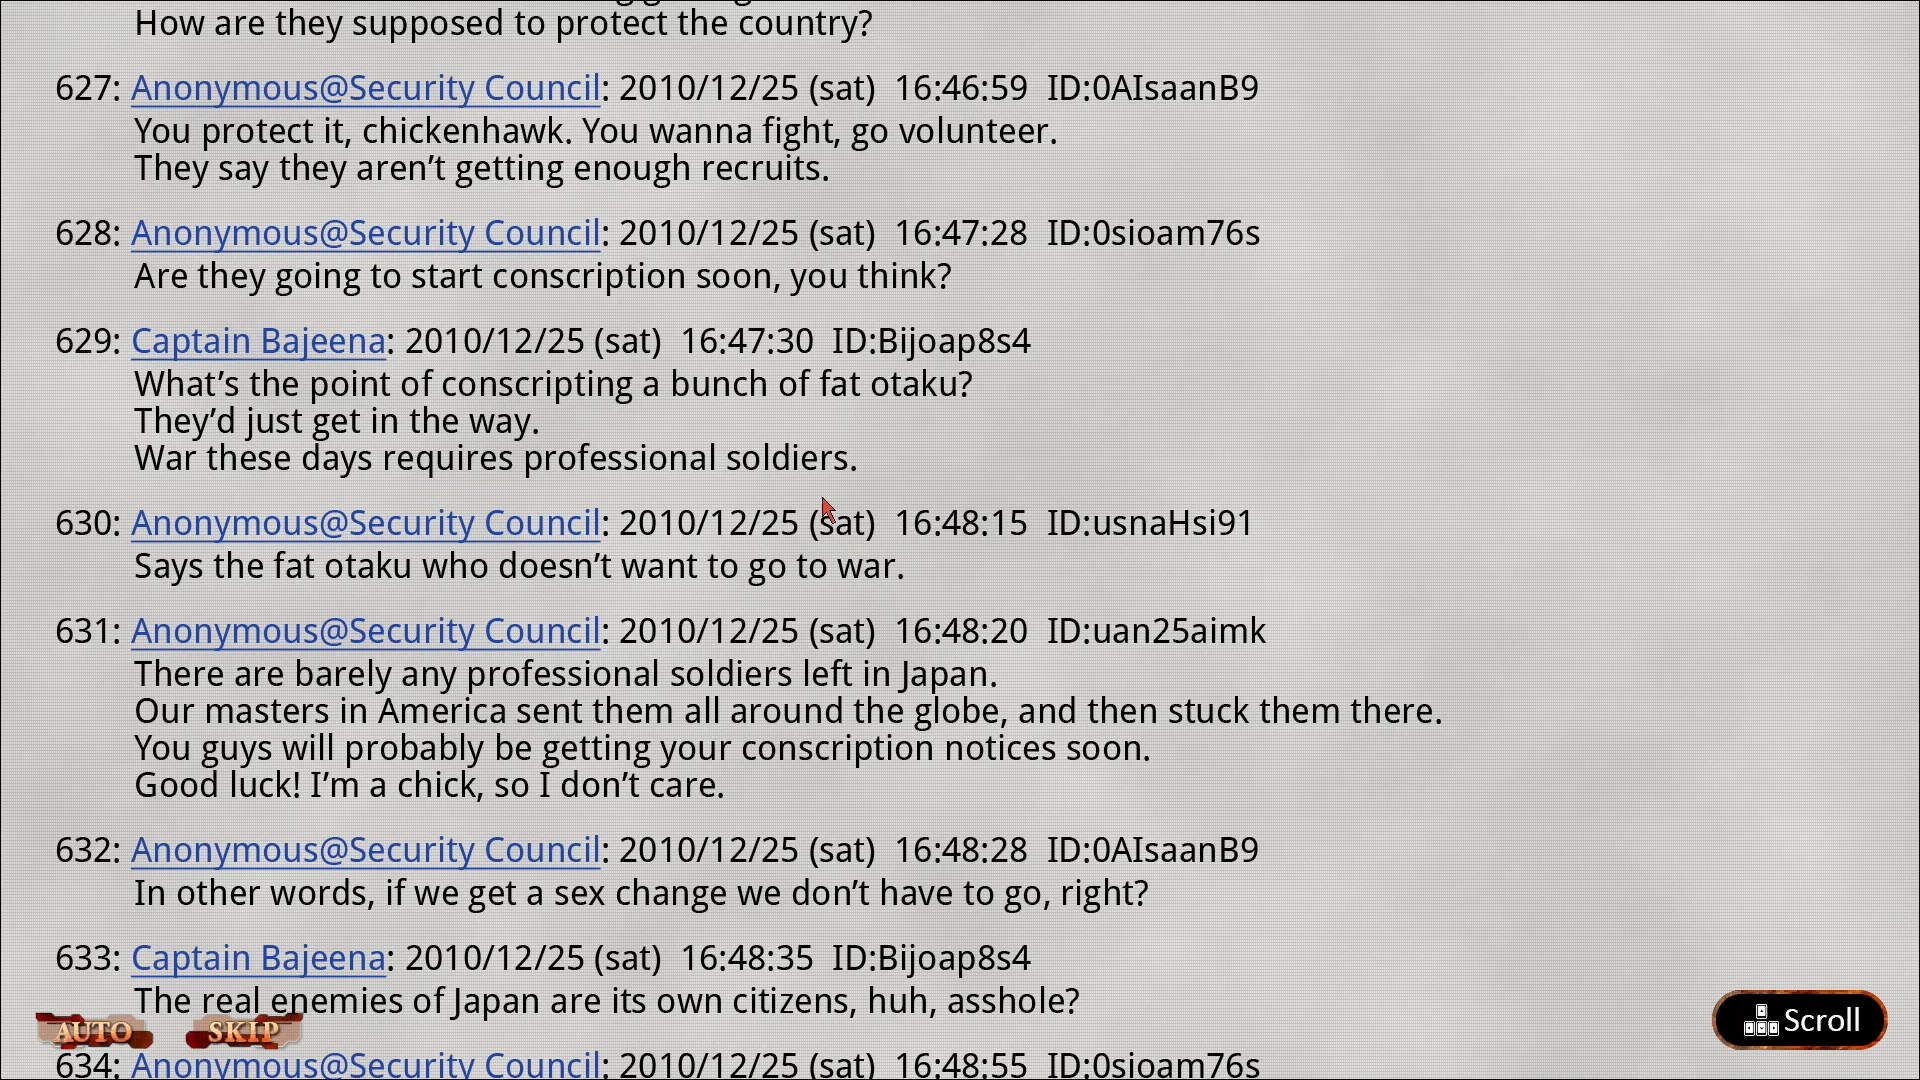 How are they supposed to protect the country?
627: Anonymous@Security Council: 2010/12/25 (sat) 16:46:59 ID:0AIsaanB9
You protect it, chickenhawk. You wanna fight, go volunteer.
They say they aren’t getting enough recruits.
628: Anonymous@Security Council: 2010/12/25 (sat) 16:47:28 ID:0sioam76s
Are they going to start conscription soon, you think?
629: Captain Bajeena: 2010/12/25 (sat) 16:47:30 ID:Bijoap8s4
What’s the point of conscripting a bunch of fat otaku?
They’d just get in the way.
War these days requires professional soldiers.
630: Anonymous@Security Council: 2010/12/25 (sat) 16:48:15 ID:usnaHsi91
Says the fat otaku who doesn’t want to go to war.
631: Anonymous@Security Council: 2010/12/25 (sat) 16:48:20 ID:uan25aimk
There are barely any professional soldiers left in Japan.
Our masters in America sent them all around the globe, and then stuck them there.
You guys will probably be getting your conscription notices soon.
Good luck! I’m a chick, so I don’t care.
632: Anonymous@Security Council: 2010/12/25 (sat) 16:48:28 ID:0AIsaanB9
In other words, if we get a sex change we don’t have to go, right?
633: Captain Bajeena: 2010/12/25 (sat) 16:48:35 ID:Bijoap8s4
The real enemies of Japan are its own citizens, huh, asshole?
AUTO SKIP
Scroll
634: Anonymous@Security Council: 2010/12/25 (sat) 16:48:55 ID:0sioam76s